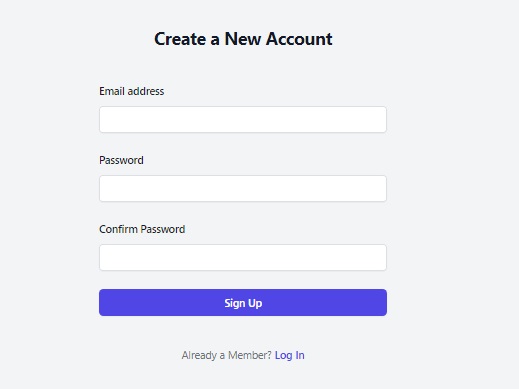 Create a New Account
Email address
Password
Confirm Password
Sign Up
Already a Member? Log In